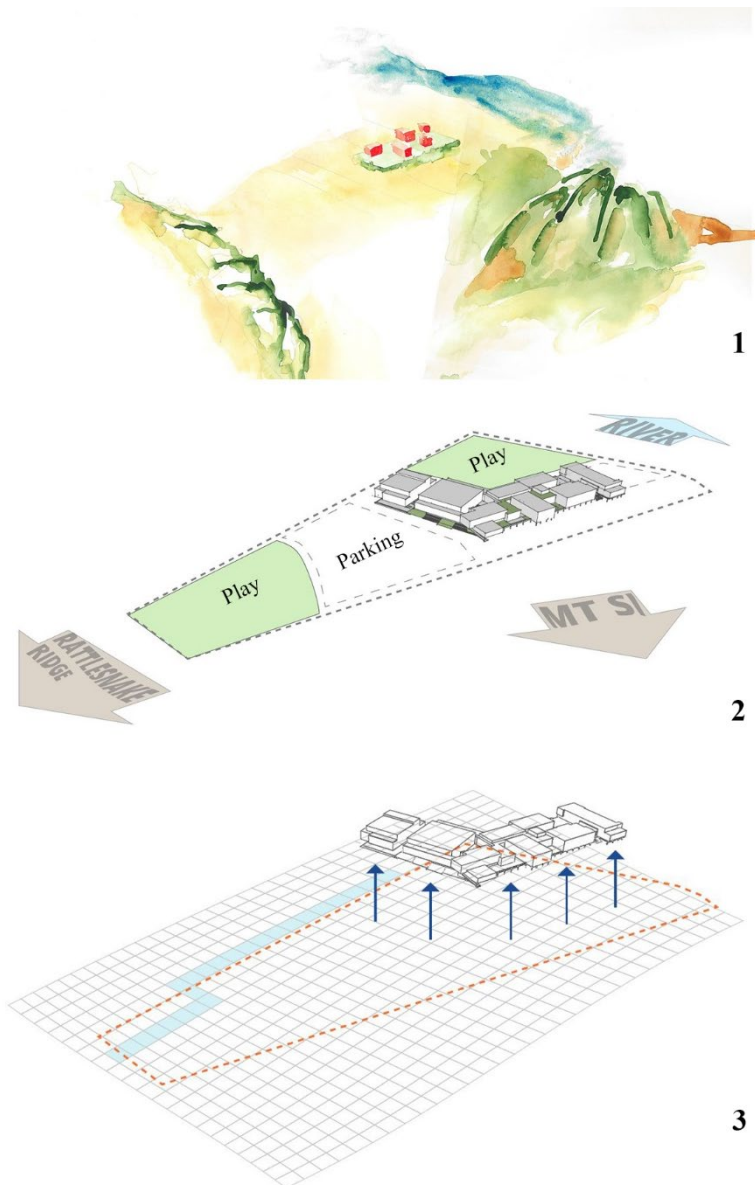 1
RIVER
Play
Parking
Play
MT SI
RATTLESNAKE
RIDGE
2
3